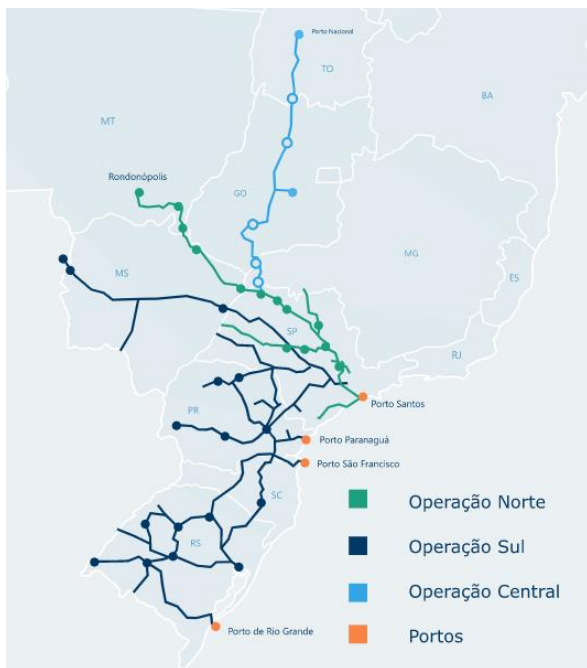 Porto Nacional
TO
BA
MT
Rondonópolis
GO
MG
MS
ES
SP
RJ
Porto Santos
PR
Porto Paranaguá
Porto São Francisco
SC
Operação Norte
RS
Operação Sul
Operação Central
Porto de Rio Grande
Portos